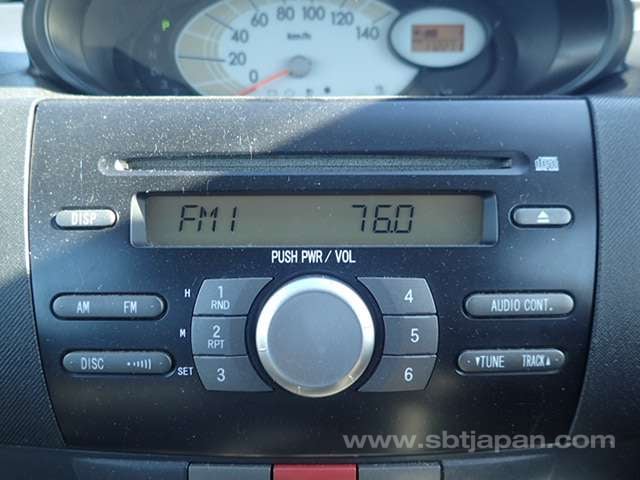 20 40 60 80 100 120 140
0 km/h
DISP
FM1 76.0
PUSH PWR / VOL
AM FM
DISC
H M SET
1 RND
2 RPT
3
4
5
6
AUDIO CONT.
▾TUNE TRACK▴
www.sbtjapan.com